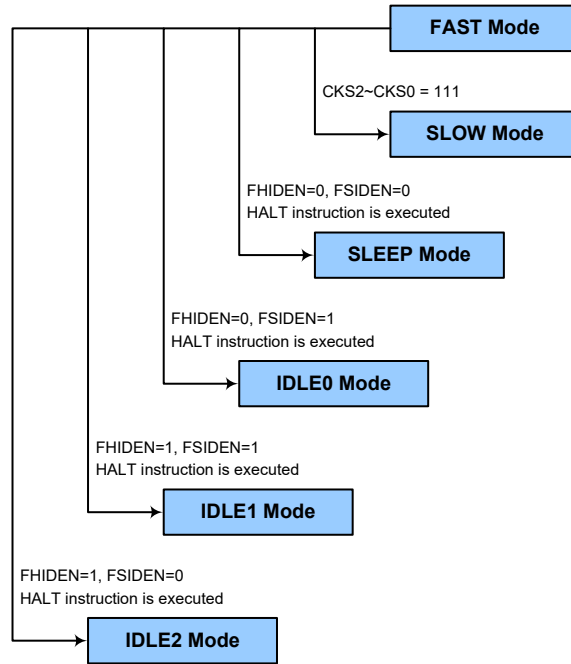 FAST Mode
CKS2~CKS0 = 111
SLOW Mode
FHIDEN=0, FSIDEN=0
HALT instruction is executed
SLEEP Mode
FHIDEN=0, FSIDEN=1
HALT instruction is executed
IDLE0 Mode
FHIDEN=1, FSIDEN=1
HALT instruction is executed
IDLE1 Mode
FHIDEN=1, FSIDEN=0
HALT instruction is executed
IDLE2 Mode